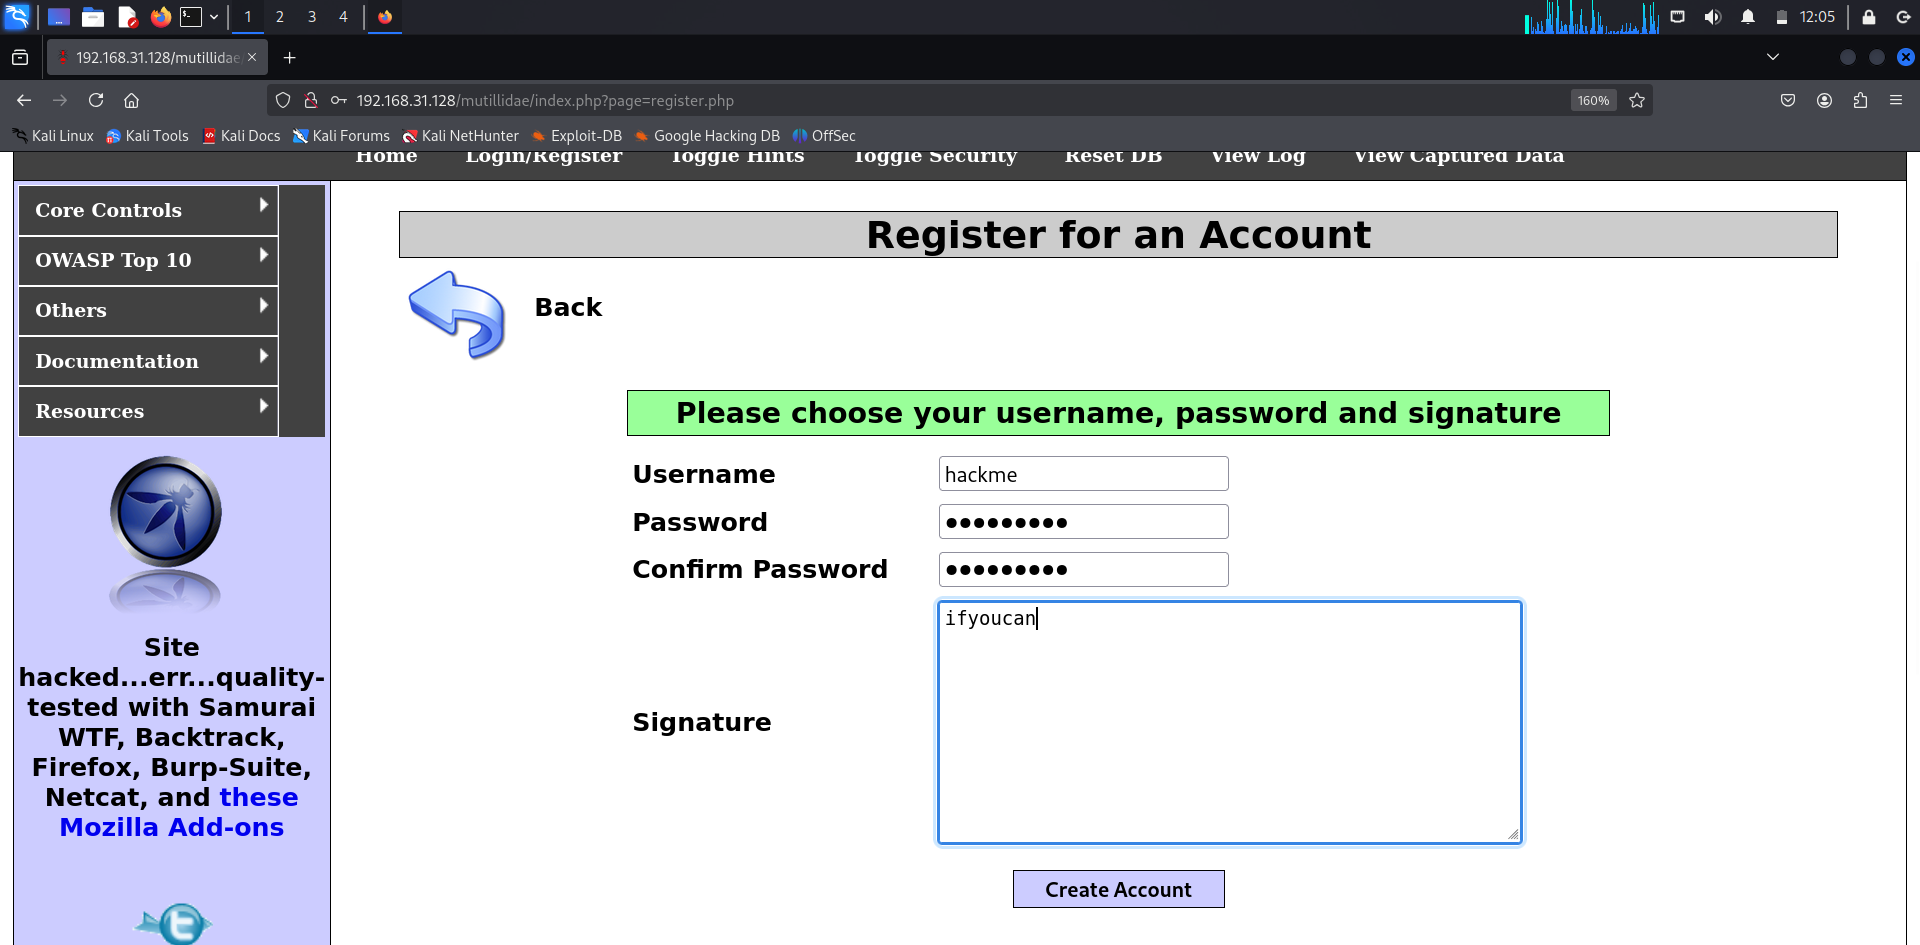 1 2 3 4 12:05
192.168.31.128/mutillidae
192.168.31.128/mutillidae/index.php?page=register.php 160%
Kali Linux Kali Tools Kali Docs Kali Forums Kali NetHunter Exploit-DB Google Hacking DB OffSec
Home Login/Register Toggle Hints Toggle Security Reset DB View Log View Captured Data
Core Controls
OWASP Top 10
Others
Documentation
Resources
Site
hacked...err...quality-
tested with Samurai
WTF, Backtrack,
Firefox, Burp-Suite,
Netcat, and these
Mozilla Add-ons
Register for an Account
Back
Please choose your username, password and signature
Username hackme
Password •••••••••
Confirm Password •••••••••
Signature ifyoucan
Create Account